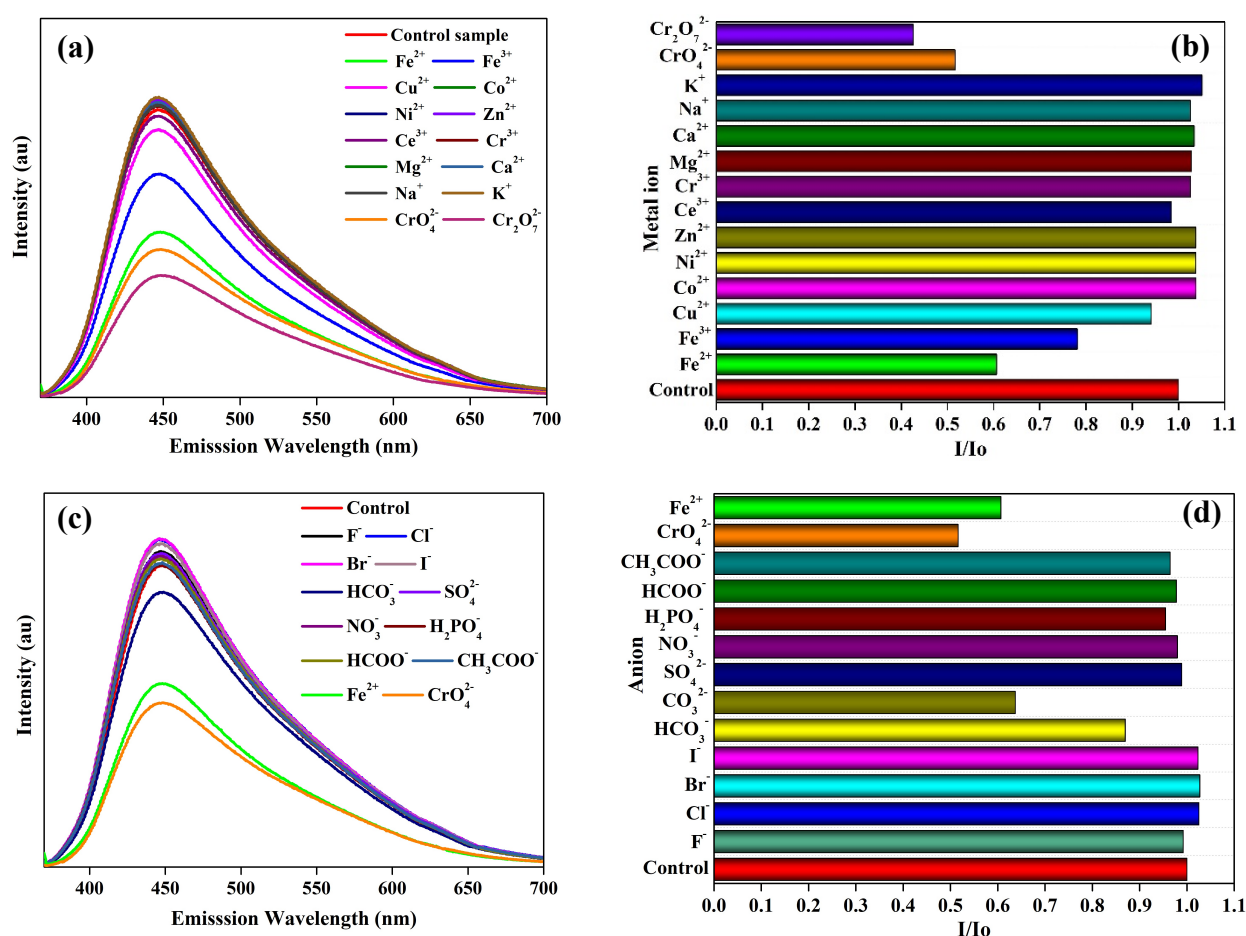 (a)
Control sample
Fe²⁺ Fe³⁺
Cu²⁺ Co²⁺
Ni²⁺ Zn²⁺
Ce³⁺ Cr³⁺
Mg²⁺ Ca²⁺
Na⁺ K⁺
CrO₄²⁻ Cr₂O₇²⁻
Intensity (au)
400 450 500 550 600 650 700
Emisssion Wavelength (nm)
(b)
Metal ion
Cr₂O₇²⁻
CrO₄²⁻
K⁺
Na⁺
Ca²⁺
Mg²⁺
Cr³⁺
Ce³⁺
Zn²⁺
Ni²⁺
Co²⁺
Cu²⁺
Fe³⁺
Fe²⁺
Control
0.0 0.1 0.2 0.3 0.4 0.5 0.6 0.7 0.8 0.9 1.0 1.1
I/Io
(c)
Control
F⁻ Cl⁻
Br⁻ I⁻
HCO₃⁻ SO₄²⁻
NO₃⁻ H₂PO₄⁻
HCOO⁻ CH₃COO⁻
Fe²⁺ CrO₄²⁻
Intensity (au)
400 450 500 550 600 650 700
Emisssion Wavelength (nm)
(d)
Anion
Fe²⁺
CrO₄²⁻
CH₃COO⁻
HCOO⁻
H₂PO₄⁻
NO₃⁻
SO₄²⁻
CO₃²⁻
HCO₃⁻
I⁻
Br⁻
Cl⁻
F⁻
Control
0.0 0.1 0.2 0.3 0.4 0.5 0.6 0.7 0.8 0.9 1.0 1.1
I/Io